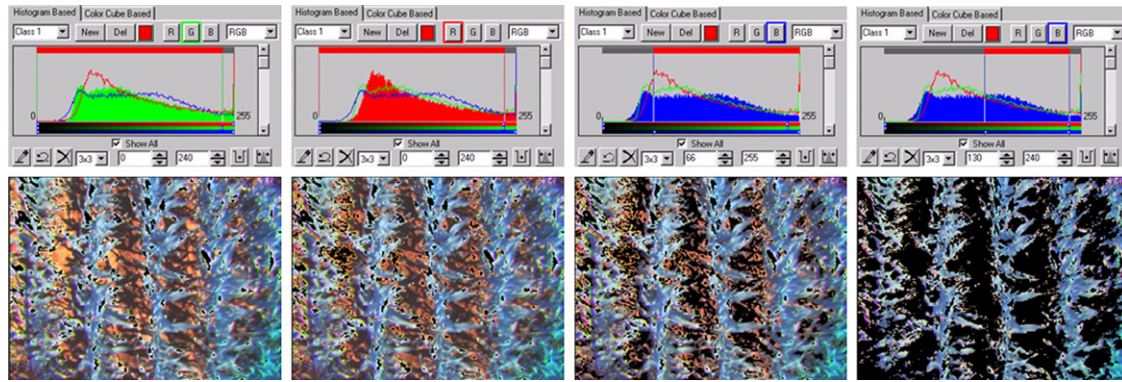 Histogram Based Color Cube Based
Class 1 New Del R G B RGB
0 255
Show All
3x3 0 240
Histogram Based Color Cube Based
Class 1 New Del R G B RGB
0 255
Show All
3x3 0 240
Histogram Based Color Cube Based
Class 1 New Del R G B RGB
0 255
Show All
3x3 66 255
Histogram Based Color Cube Based
Class 1 New Del R G B RGB
0 255
Show All
3x3 130 240